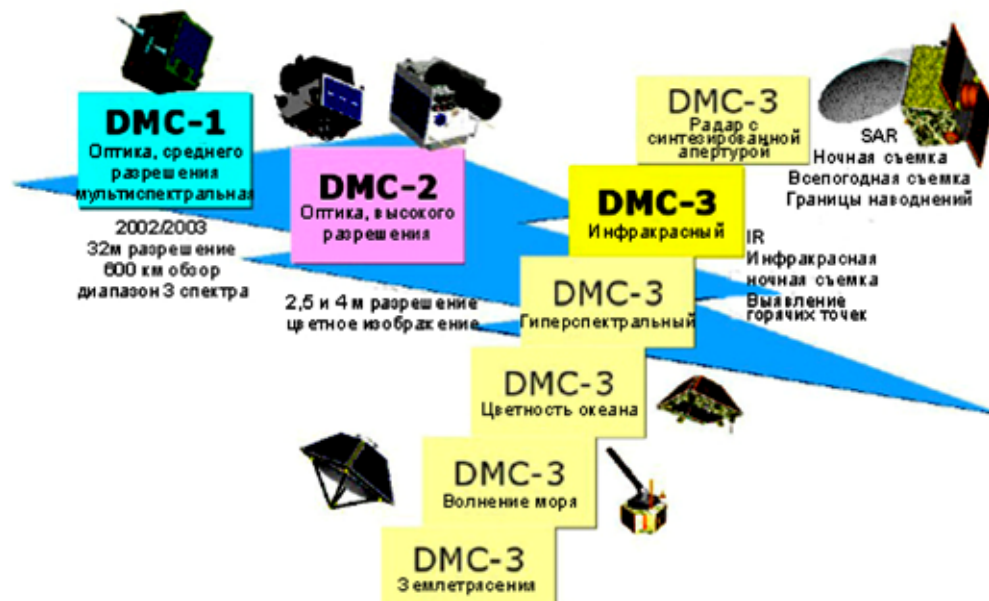 DMC-1
Оптика, среднего
разрешения
мультиспектральная
2002/2003
32м разрешение
600 км обзор
диапазон 3 спектра
DMC-2
Оптика, высокого
разрешения
2,5 и 4 м разрешение
цветное изображение
DMC-3
Радар с
синтезированной
апертурой
SAR
Ночная съемка
Всепогодная съемка
Границы наводнений
DMC-3
Инфракрасный
IR
Инфракрасная
ночная съемка
Выявление
горячих точек
DMC-3
Гиперспектральный
DMC-3
Цветность океана
DMC-3
Волнение моря
DMC-3
Землетрясения